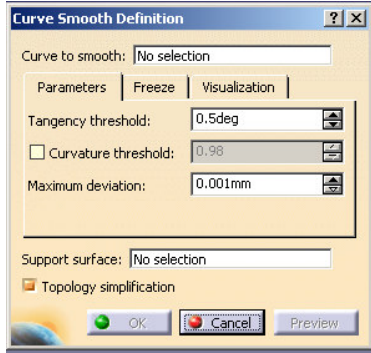 Curve Smooth Definition
Curve to smooth: No selection
Parameters Freeze Visualization
Tangency threshold: 0.5deg
Curvature threshold: 0.98
Maximum deviation: 0.001mm
Support surface: No selection
Topology simplification
OK Cancel Preview